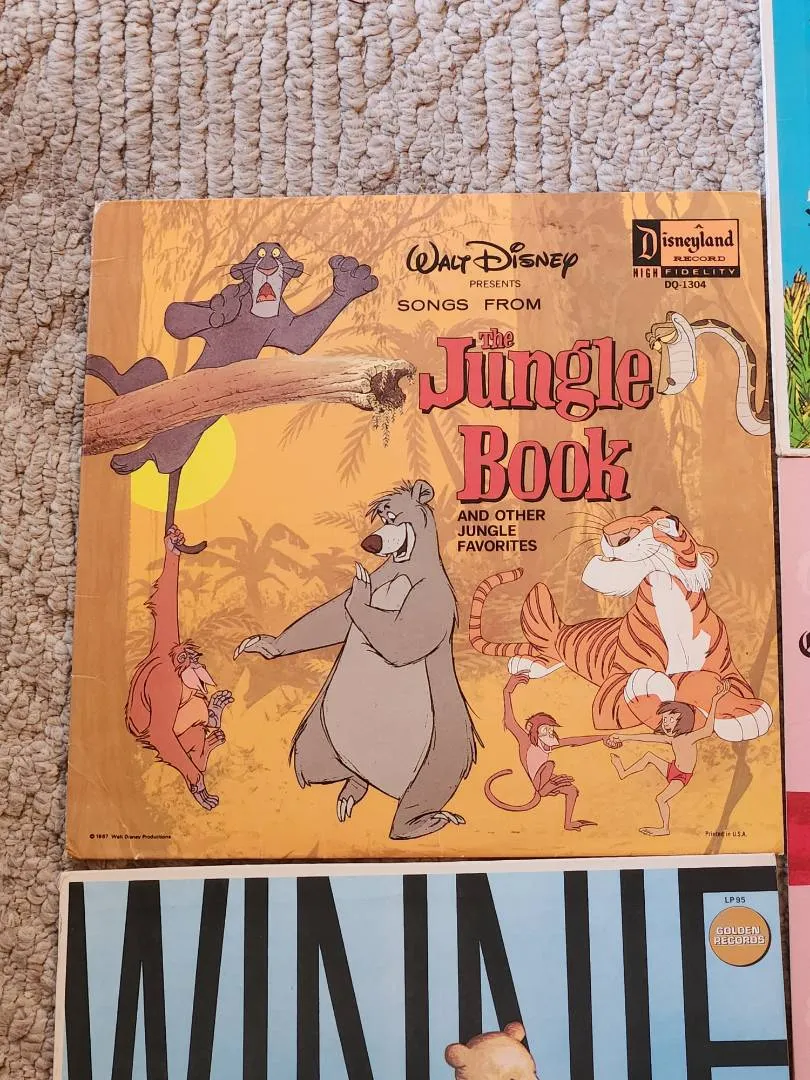 Walt Disney
PRESENTS
SONGS FROM
The
Jungle
Book
AND OTHER
JUNGLE
FAVORITES
Disneyland
RECORD
HIGH FIDELITY
DQ-1304
© 1967 Walt Disney Productions
Printed in U.S.A.
WINNIE
LP 95
GOLDEN
RECORDS